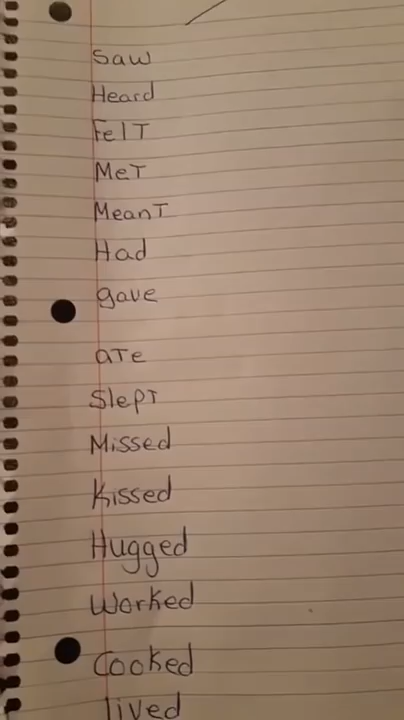 Saw
Heard
FelT
MeT
MeanT
Had
gave
aTe
SlepT
Missed
Kissed
Hugged
Worked
Cooked
lived